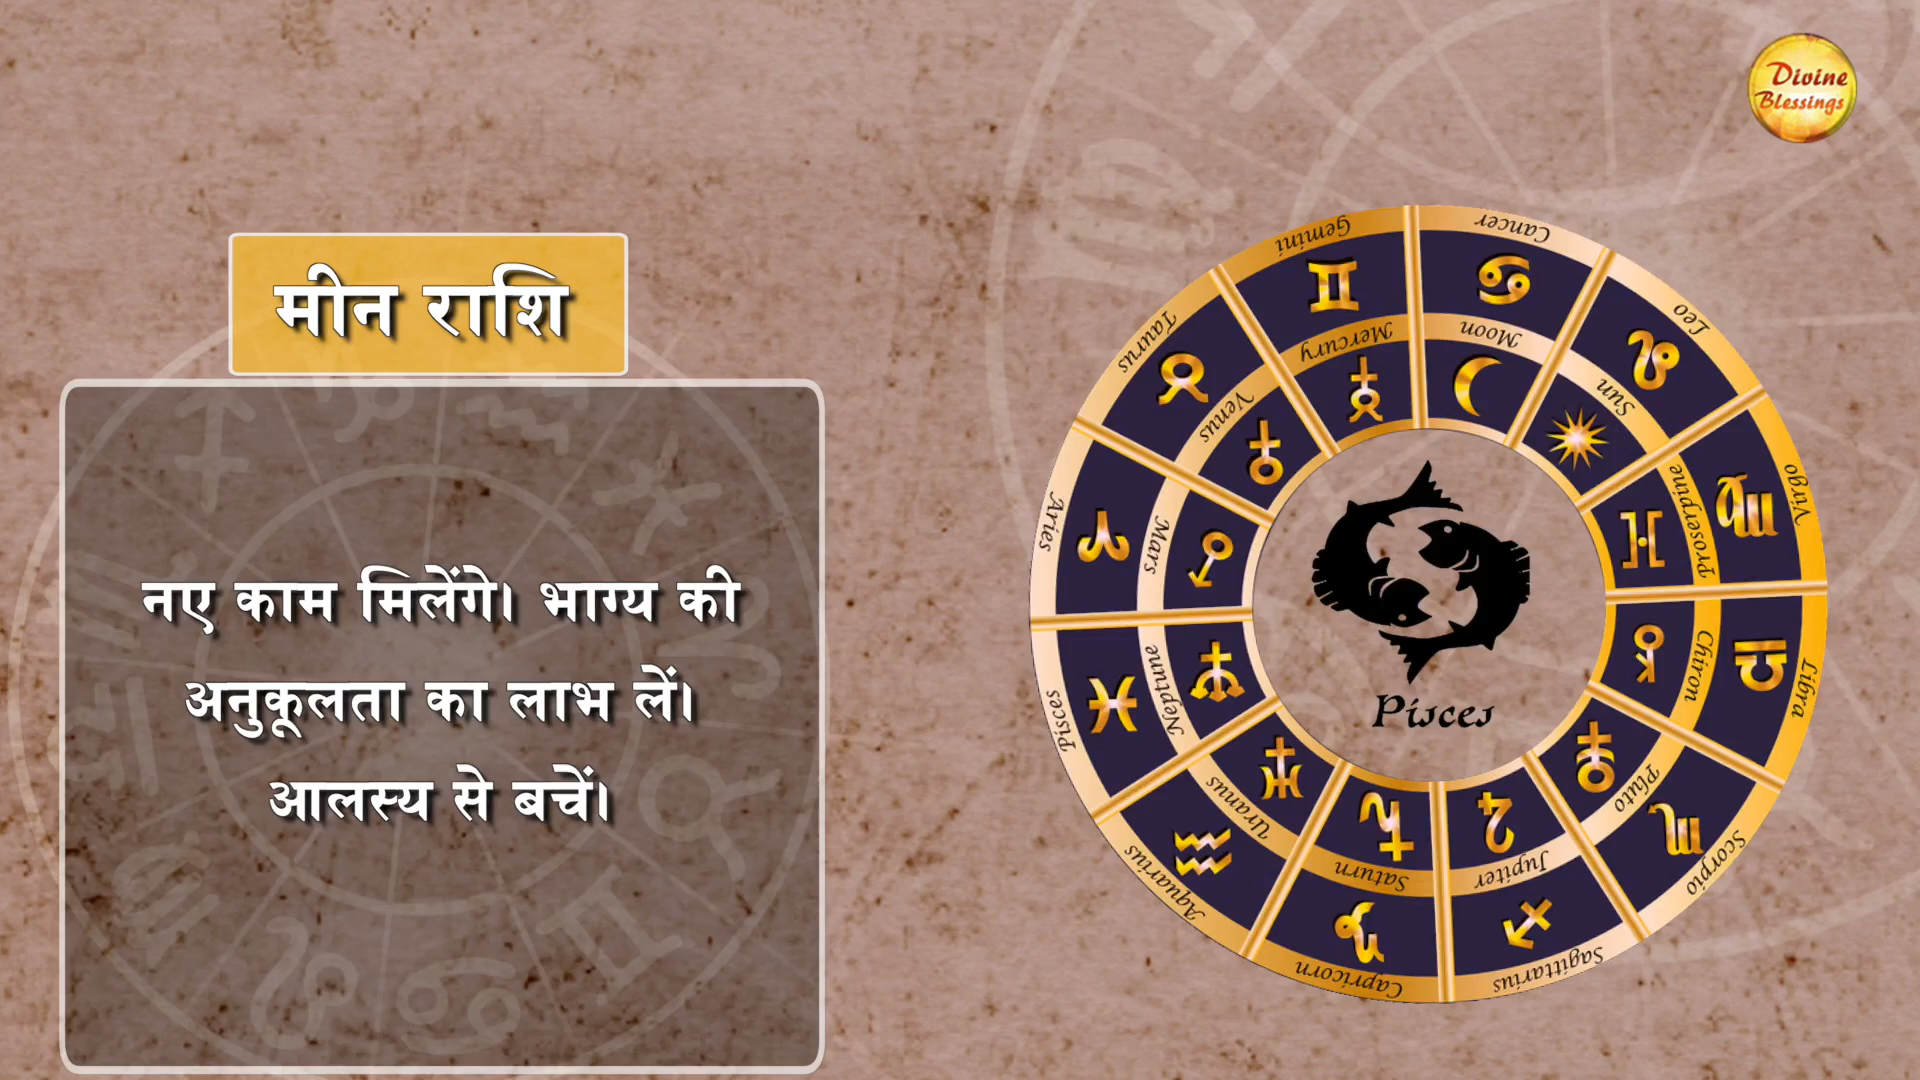 Divine
Blessings
मीन राशि
नए काम मिलेंगे। भाग्य की
अनुकूलता का लाभ लें।
आलस्य से बचें।
Gemini
Cancer
Leo
Virgo
Libra
Scorpio
Sagittarius
Capricorn
Aquarius
Pisces
Aries
Taurus
Mercury
Moon
Sun
Proserpine
Chiron
Pluto
Jupiter
Saturn
Uranus
Neptune
Mars
Venus
Pisces